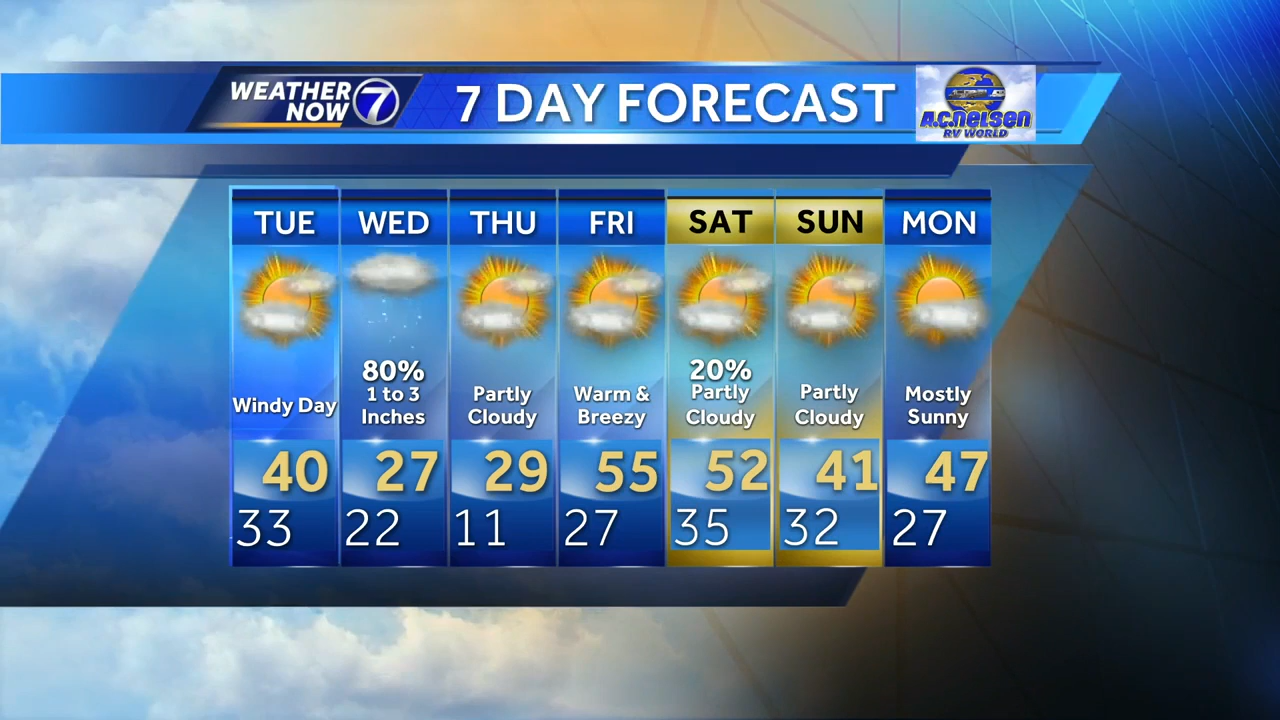 WEATHER
NOW 7
7 DAY FORECAST
A.C.Nelsen
RV WORLD
TUE
WED
THU
FRI
SAT
SUN
MON
Windy Day
80%
1 to 3
Inches
Partly
Cloudy
Warm &
Breezy
20%
Partly
Cloudy
Partly
Cloudy
Mostly
Sunny
40
27
29
55
52
41
47
33
22
11
27
35
32
27